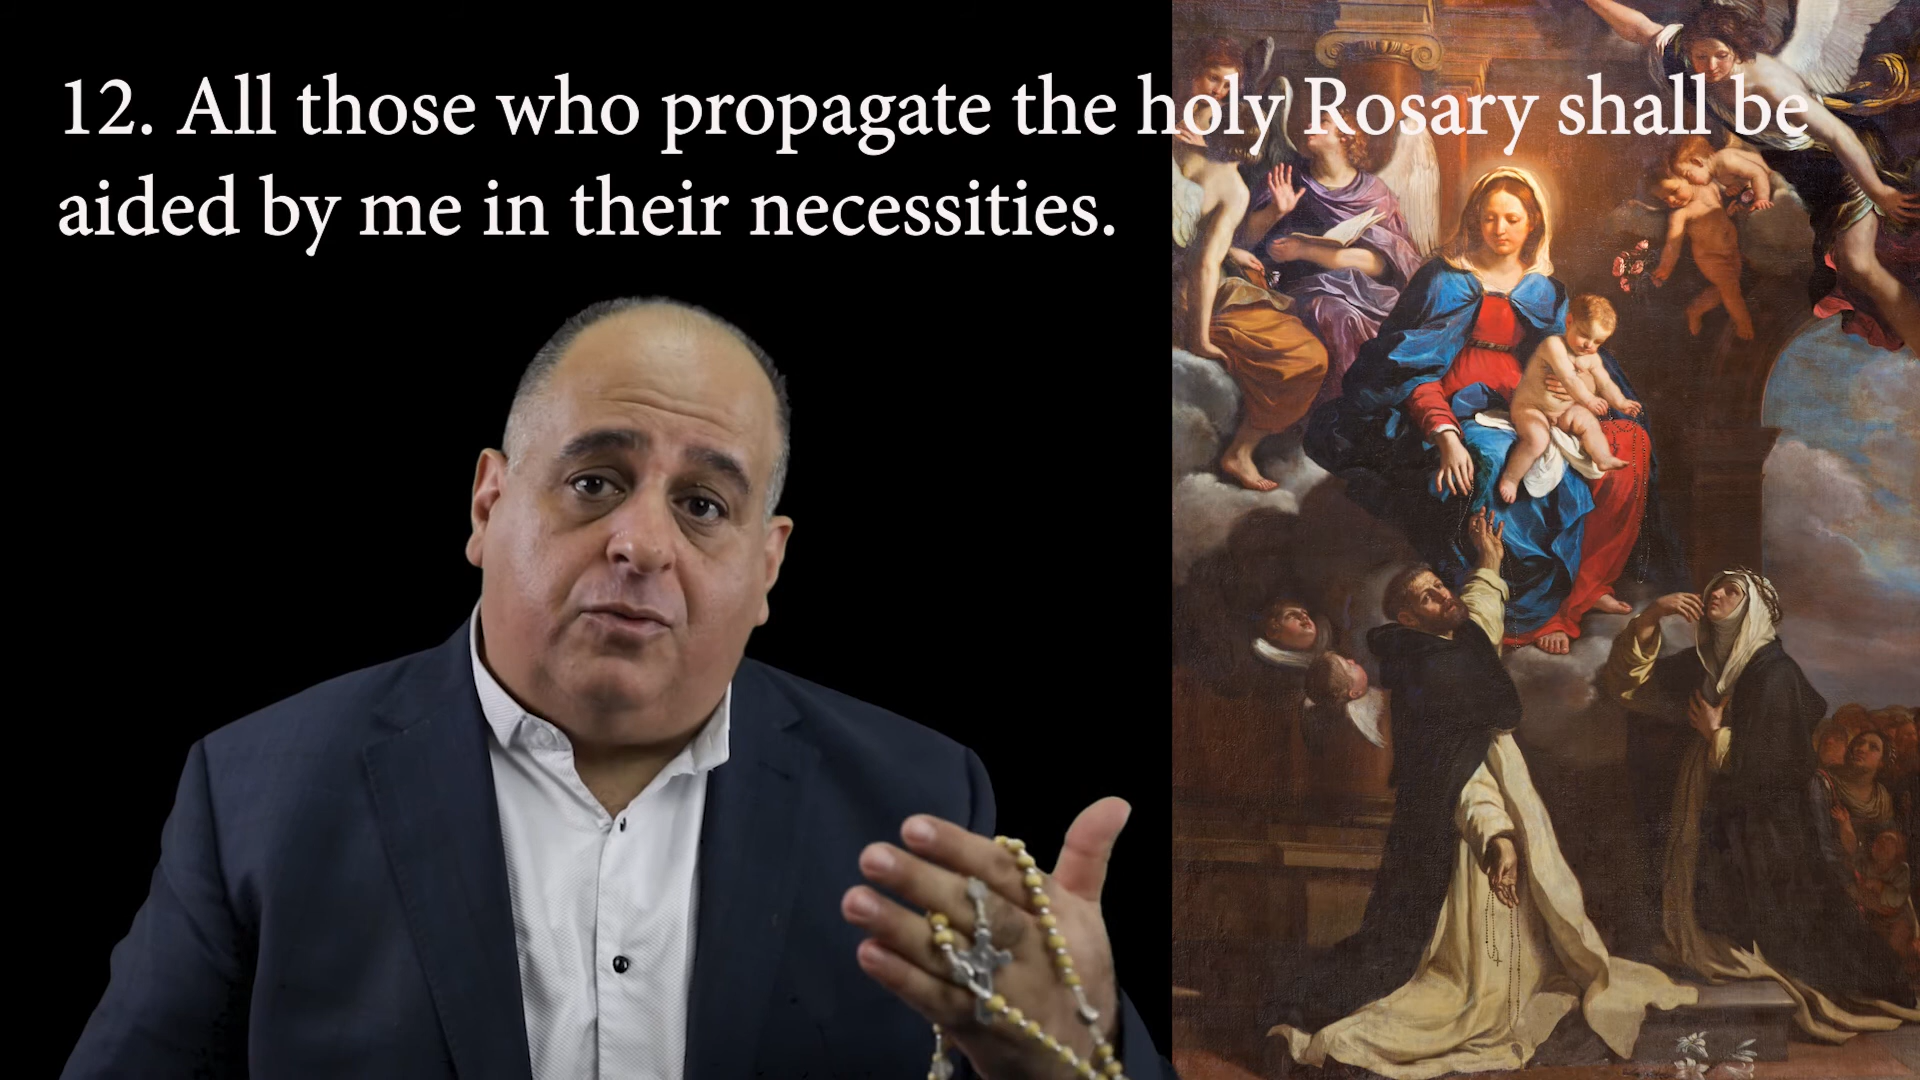 12. All those who propagate the holy Rosary shall be
aided by me in their necessities.